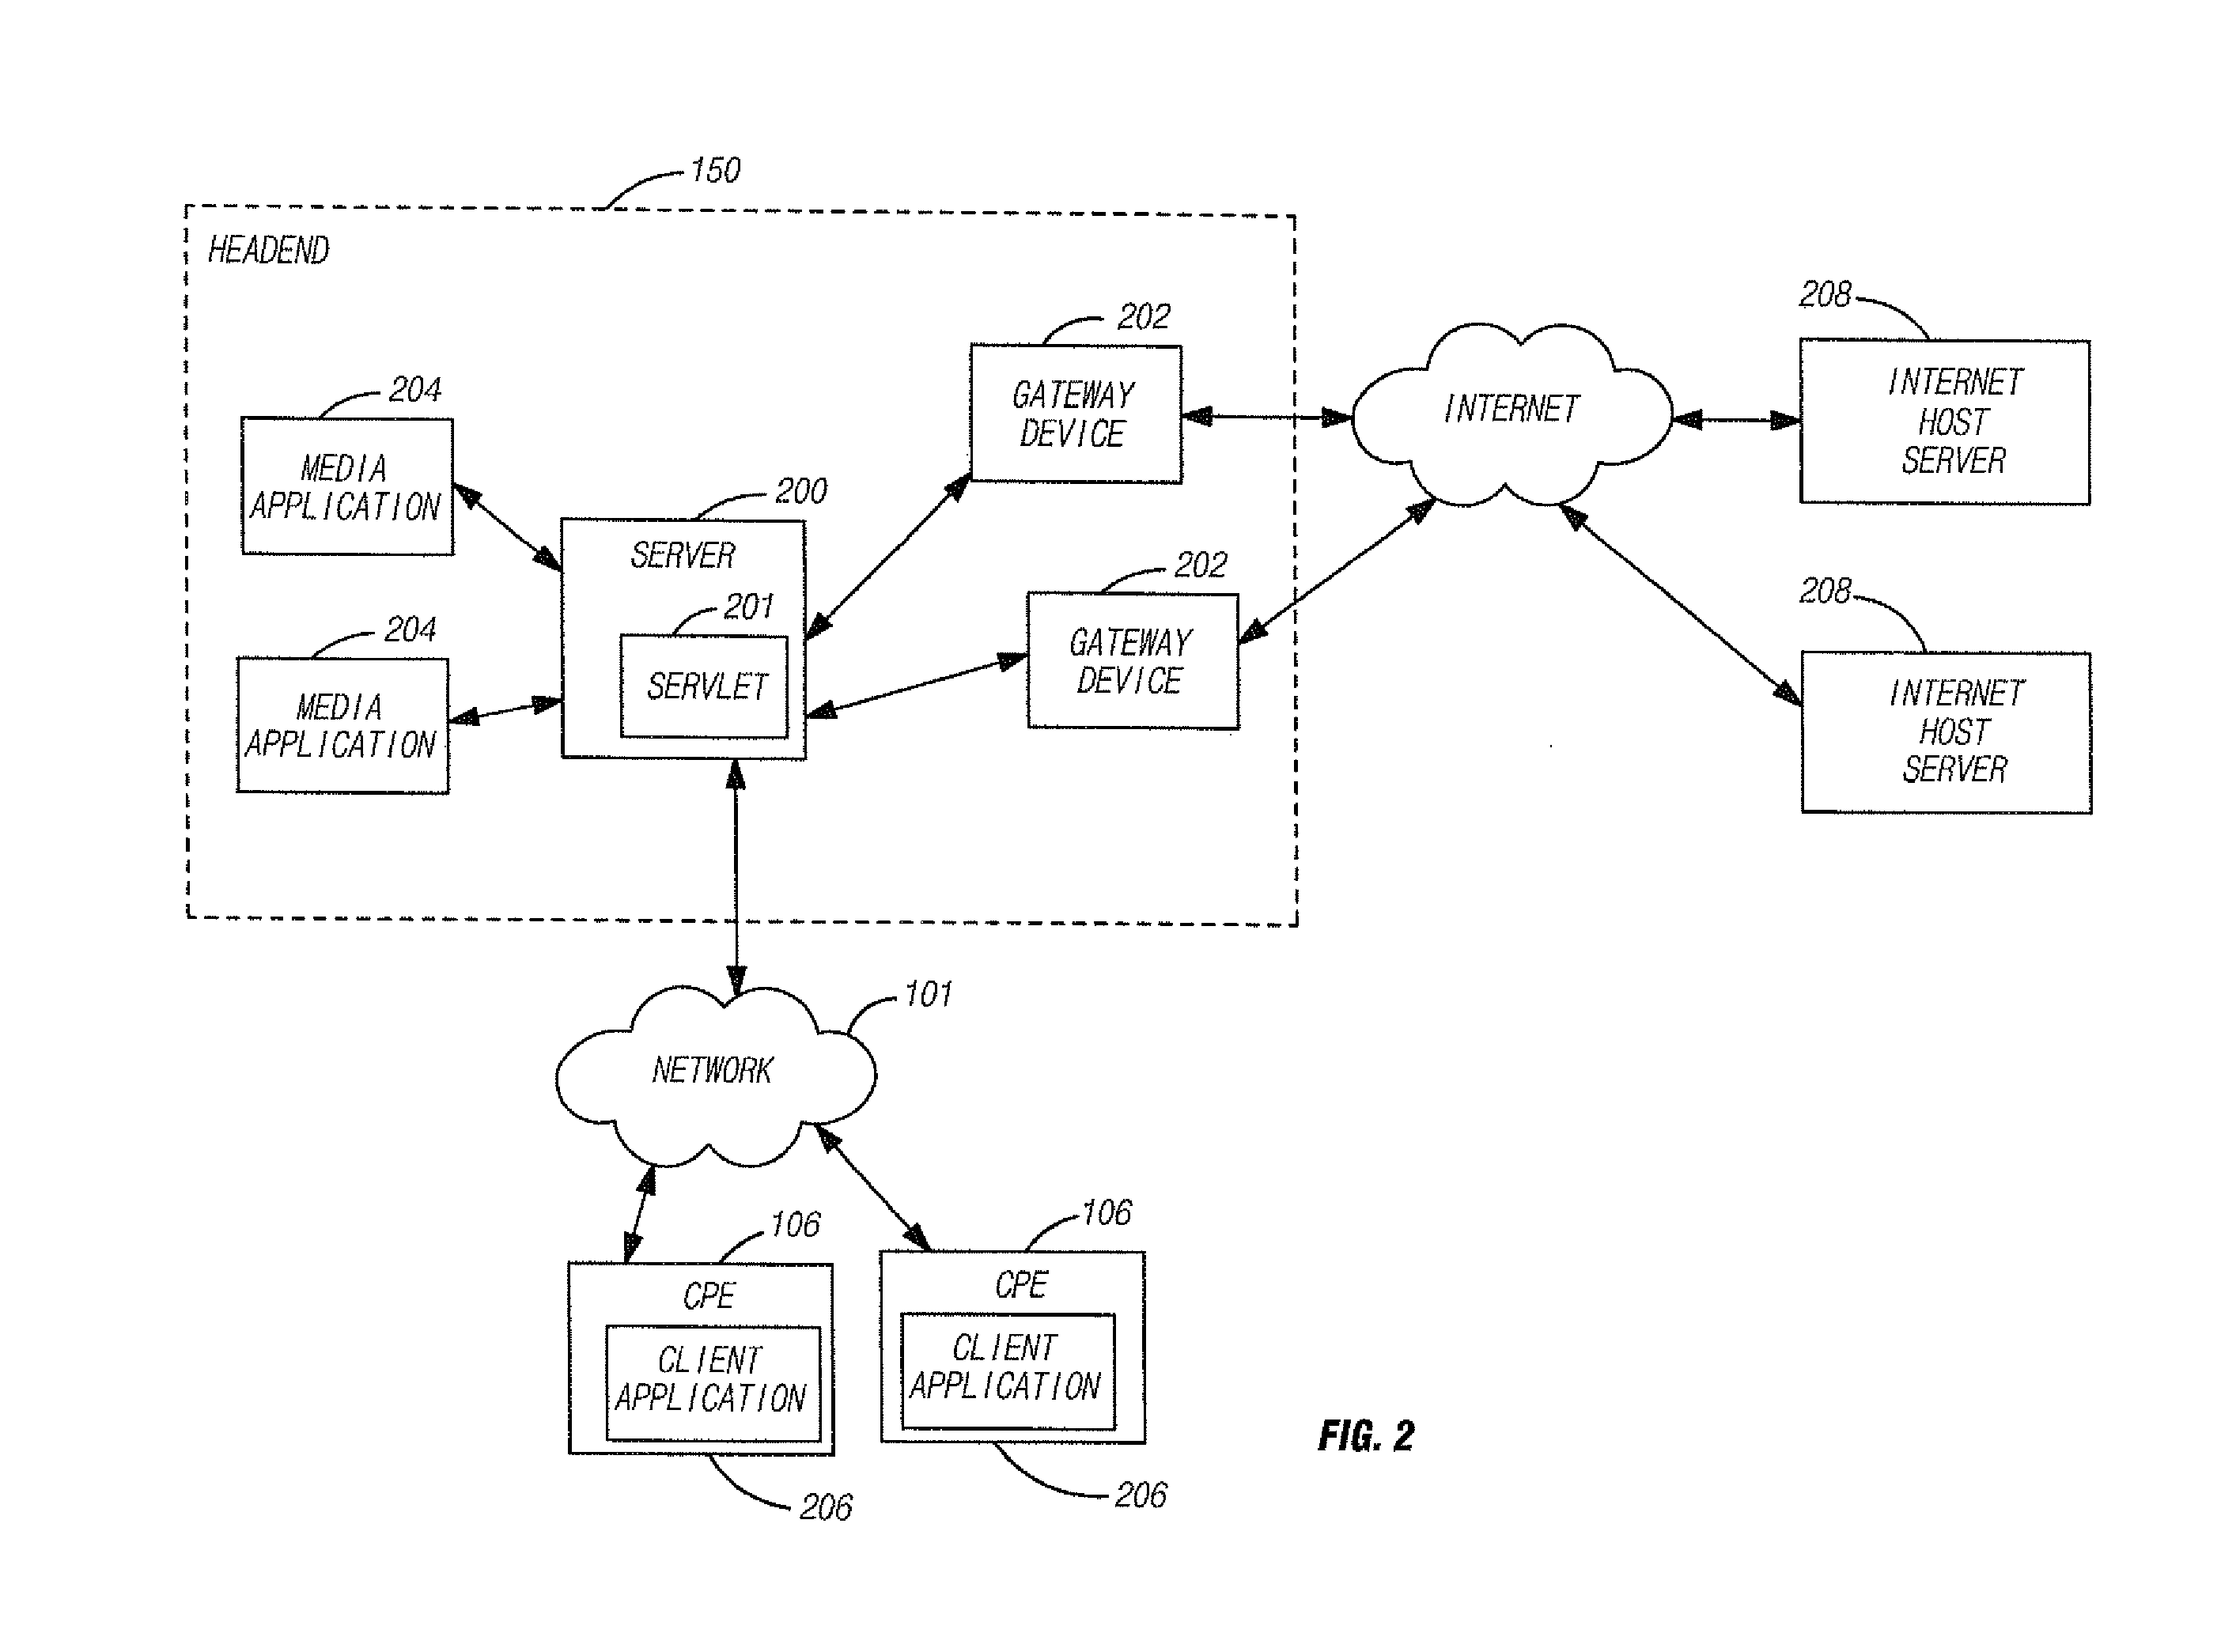 150
HEADEND
202
GATEWAY
DEVICE
INTERNET
208
INTERNET
HOST
SERVER
204
MEDIA
APPLICATION
200
SERVER
201
SERVLET
202
GATEWAY
DEVICE
208
INTERNET
HOST
SERVER
204
MEDIA
APPLICATION
101
NETWORK
106
CPE
CLIENT
APPLICATION
206
106
CPE
CLIENT
APPLICATION
206
FIG. 2